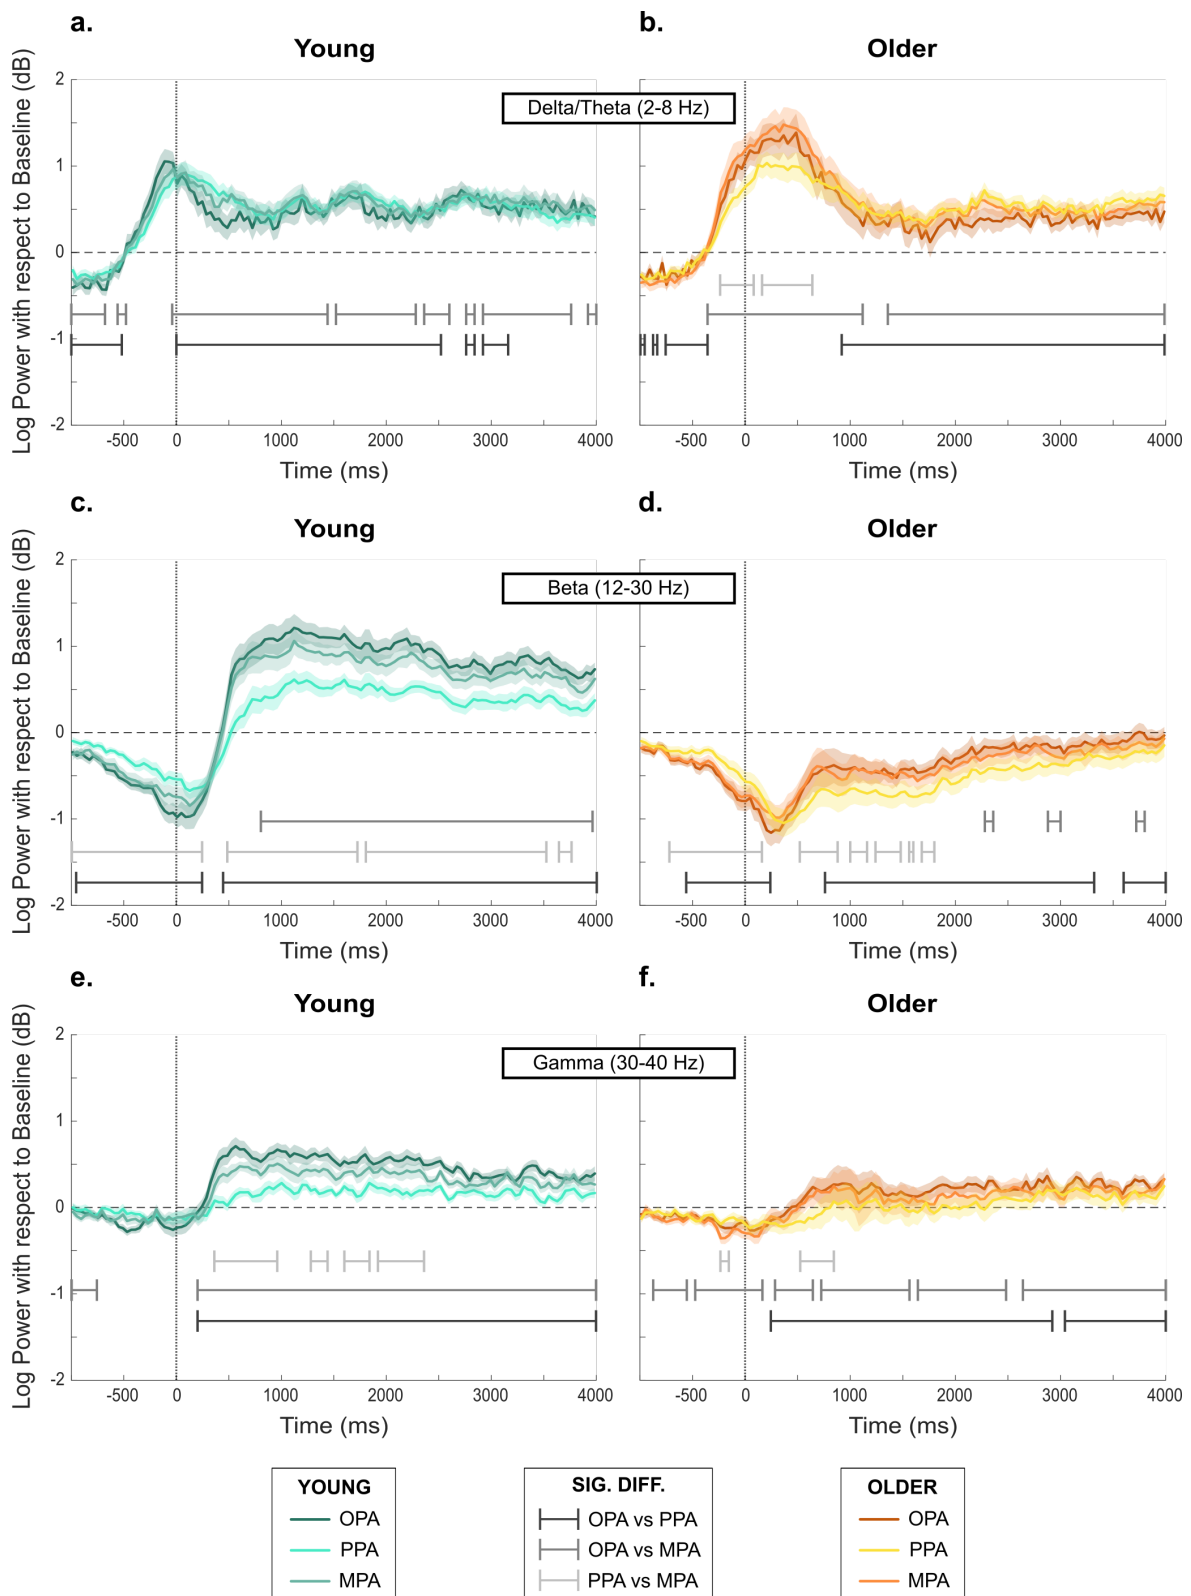 a.
Young
b.
Older
Delta/Theta (2-8 Hz)
Log Power with respect to Baseline (dB)
2
1
0
-1
-2
-500 0 1000 2000 3000 4000
Time (ms)
-500 0 1000 2000 3000 4000
Time (ms)
c.
Young
d.
Older
Beta (12-30 Hz)
Log Power with respect to Baseline (dB)
2
1
0
-1
-2
-500 0 1000 2000 3000 4000
Time (ms)
-500 0 1000 2000 3000 4000
Time (ms)
e.
Young
f.
Older
Gamma (30-40 Hz)
Log Power with respect to Baseline (dB)
2
1
0
-1
-2
-500 0 1000 2000 3000 4000
Time (ms)
-500 0 1000 2000 3000 4000
Time (ms)
YOUNG
OPA
PPA
MPA
SIG. DIFF.
OPA vs PPA
OPA vs MPA
PPA vs MPA
OLDER
OPA
PPA
MPA